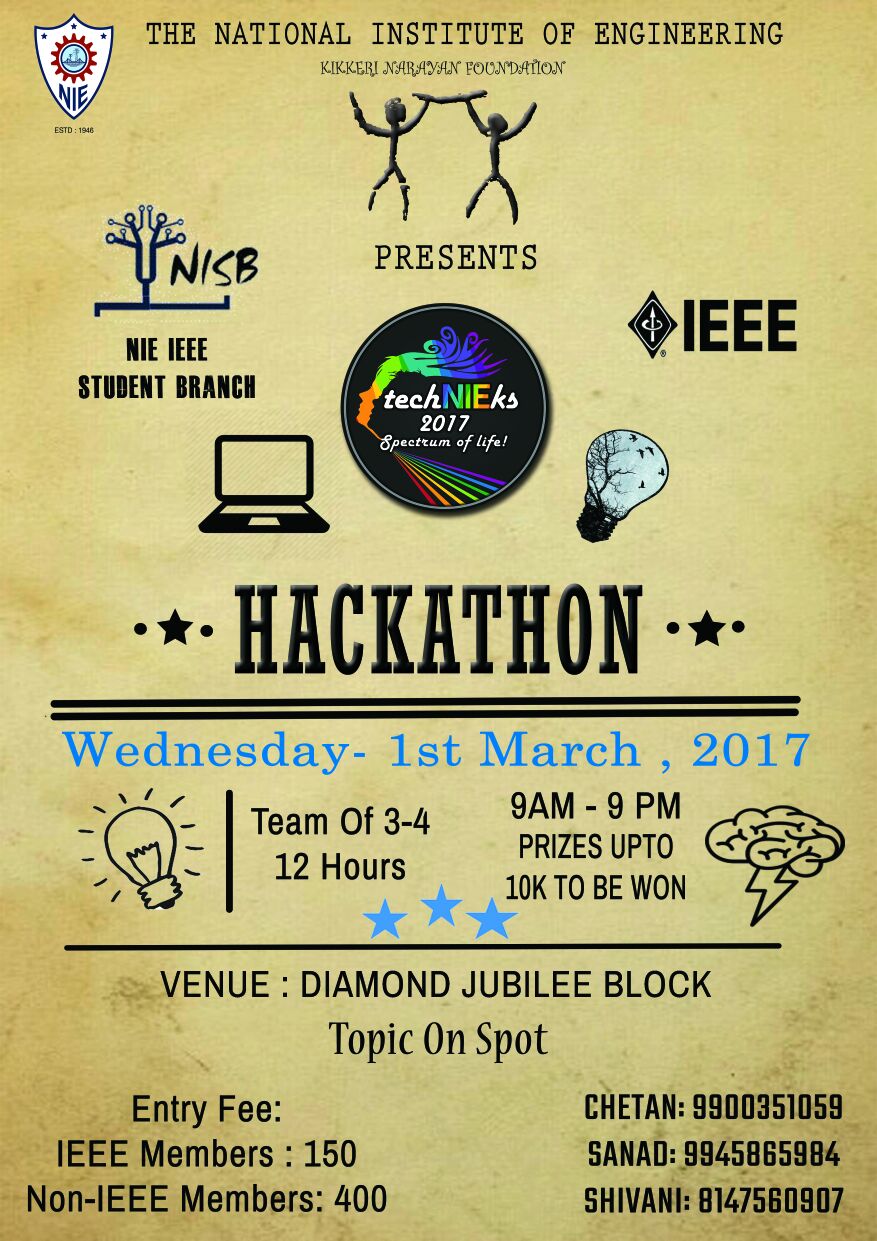 THE NATIONAL INSTITUTE OF ENGINEERING
KIKKERI NARAYAN FOUNDATION
NIE
ESTD : 1946
PRESENTS
NISB
NIE IEEE
STUDENT BRANCH
IEEE
®
techNIEks
2017
Spectrum of life!
HACKATHON
Wednesday- 1st March , 2017
Team Of 3-4
12 Hours
9AM - 9 PM
PRIZES UPTO
10K TO BE WON
VENUE : DIAMOND JUBILEE BLOCK
Topic On Spot
Entry Fee:
IEEE Members : 150
Non-IEEE Members: 400
CHETAN: 9900351059
SANAD: 9945865984
SHIVANI: 8147560907